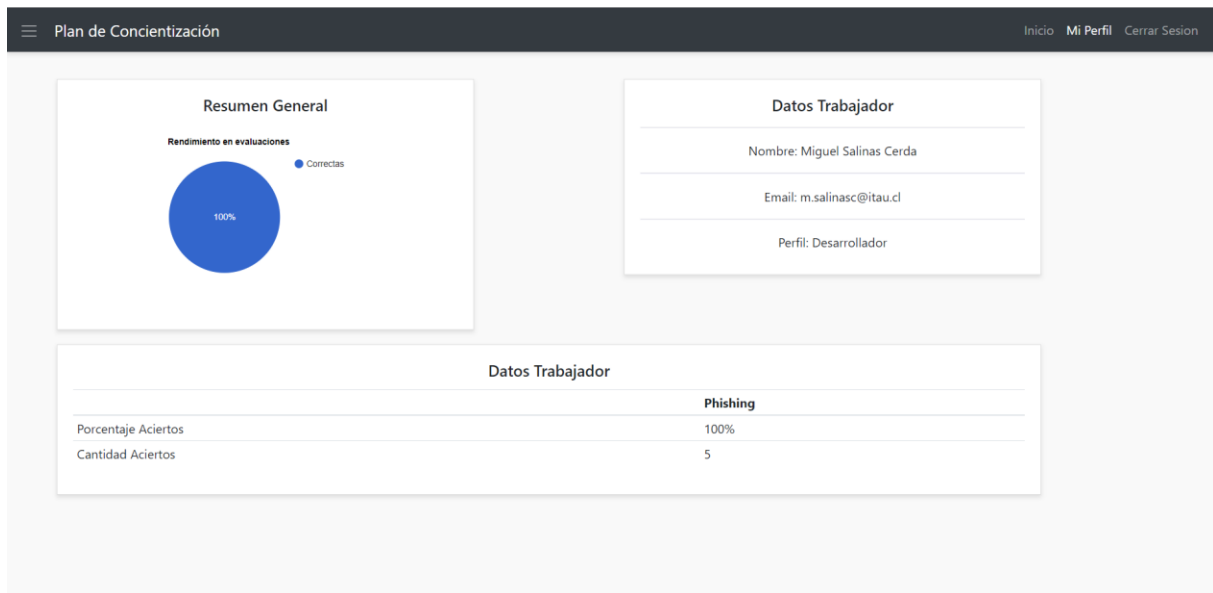 Plan de Concientización
Inicio Mi Perfil Cerrar Sesion
Resumen General
Rendimiento en evaluaciones
Correctas
100%
Datos Trabajador
Nombre: Miguel Salinas Cerda
Email: m.salinasc@itau.cl
Perfil: Desarrollador
Datos Trabajador
Phishing
Porcentaje Aciertos 100%
Cantidad Aciertos 5